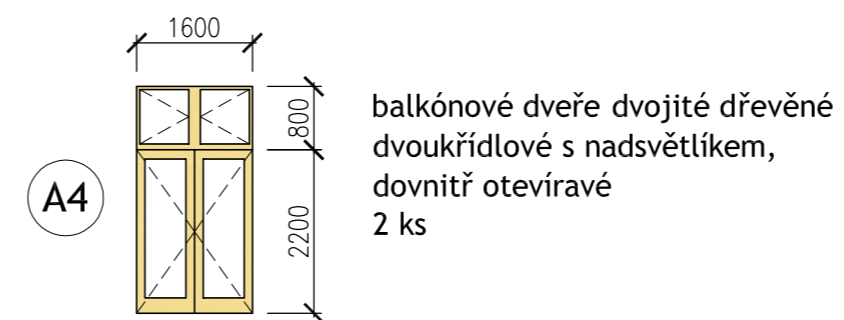 1600
800
2200
A4
balkónové dveře dvojité dřevěné
dvoukřídlové s nadsvětlíkem,
dovnitř otevíravé
2 ks